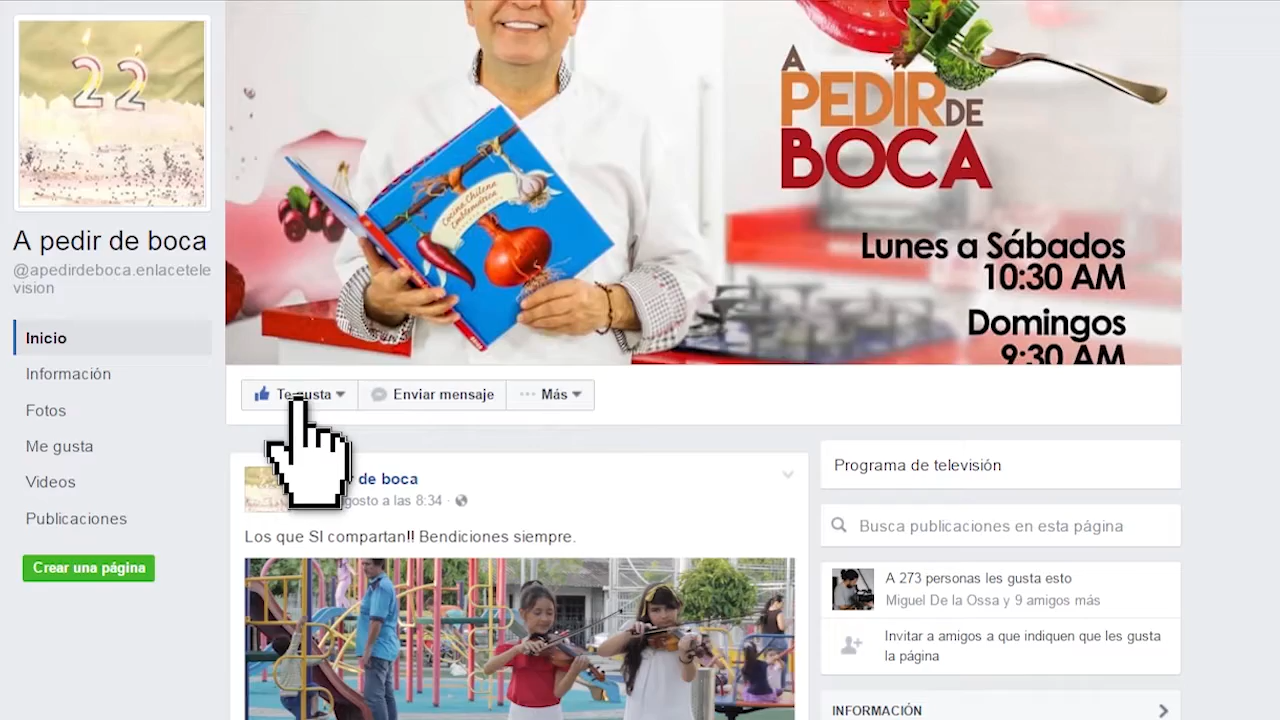 22
A pedir de boca
@apedirdeboca.enlacetele
vision
Inicio
Información
Fotos
Me gusta
Videos
Publicaciones
Crear una página
Cocina Chilena
Emblemática
A
PEDIR DE
BOCA
Lunes a Sábados
10:30 AM
Domingos
9:30 AM
Te gusta
Enviar mensaje
Más
de boca
gosto a las 8:34 ·
Los que SI compartan!! Bendiciones siempre.
Programa de televisión
Busca publicaciones en esta página
A 273 personas les gusta esto
Miguel De la Ossa y 9 amigos más
Invitar a amigos a que indiquen que les gusta
la página
INFORMACIÓN